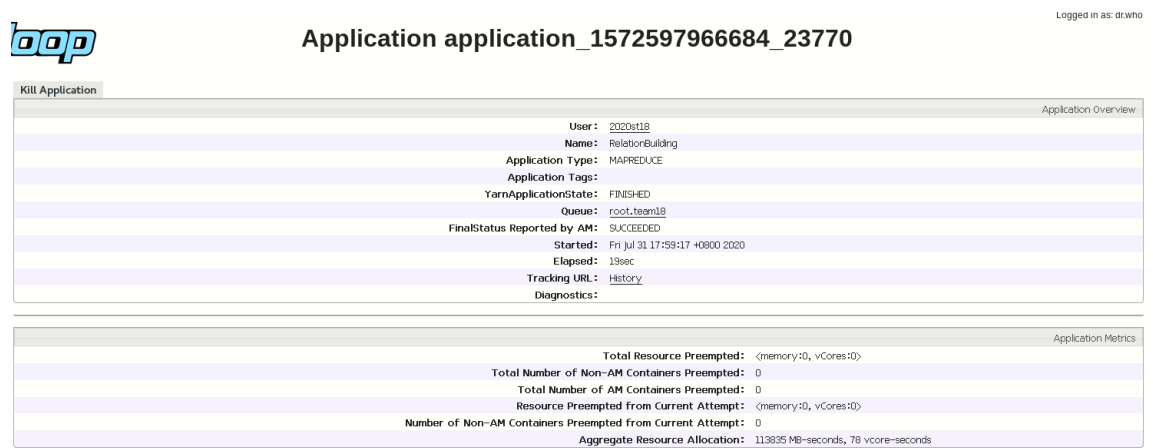 Logged in as: dr.who
oop
Application application_1572597966684_23770
Kill Application
Application Overview
User: 2020st18
Name: RelationBuilding
Application Type: MAPREDUCE
Application Tags:
YarnApplicationState: FINISHED
Queue: root.team18
FinalStatus Reported by AM: SUCCEEDED
Started: Fri Jul 31 17:59:17 +0800 2020
Elapsed: 19sec
Tracking URL: History
Diagnostics:
Application Metrics
Total Resource Preempted: <memory:0, vCores:0>
Total Number of Non-AM Containers Preempted: 0
Total Number of AM Containers Preempted: 0
Resource Preempted from Current Attempt: <memory:0, vCores:0>
Number of Non-AM Containers Preempted from Current Attempt: 0
Aggregate Resource Allocation: 113835 MB-seconds, 78 vcore-seconds